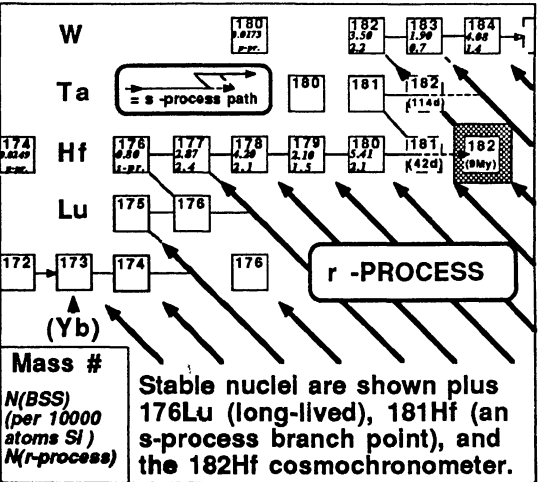 180 182 183 184
W 0.0173 3.50 1.90 4.08
p-pr. 2.2 0.7 1.4
Ta 180 181 182
= s -process path (114d)
174 176 177 178 179 180 181 182
0.0249 0.80 2.87 4.20 2.10 5.41 (9My)
p-pr. Hf s-pr. 2.4 2.1 1.5 2.1 (42d)
Lu 175 176
172 173 174 176
r -PROCESS
(Yb)
Mass #
N(BSS)
(per 10000
atoms Si )
N(r-process)
Stable nuclei are shown plus
176Lu (long-lived), 181Hf (an
s-process branch point), and
the 182Hf cosmochronometer.